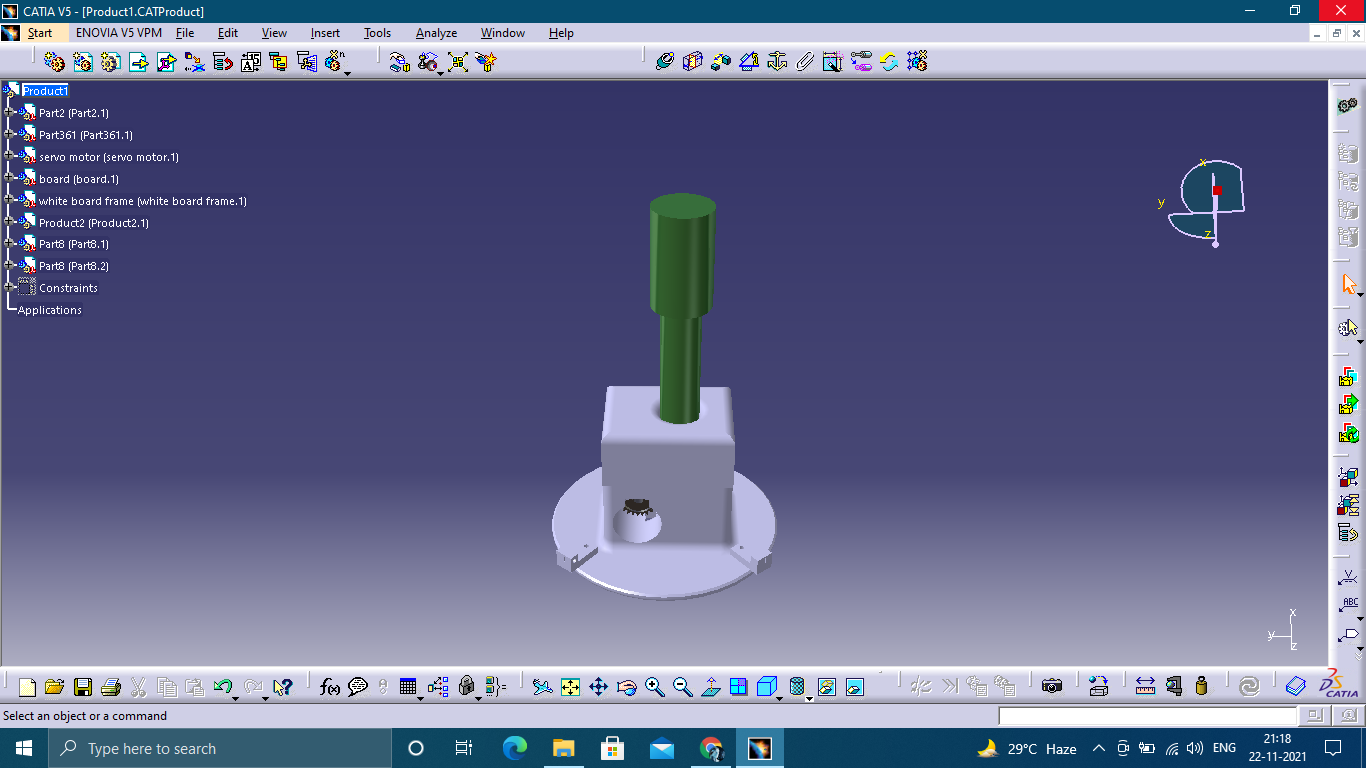 CATIA V5 - [Product1.CATProduct]
Start ENOVIA V5 VPM File Edit View Insert Tools Analyze Window Help
Product1
Part2 (Part2.1)
Part361 (Part361.1)
servo motor (servo motor.1)
board (board.1)
white board frame (white board frame.1)
Product2 (Product2.1)
Part8 (Part8.1)
Part8 (Part8.2)
Constraints
Applications
x
y
z
x
y
z
ABC
f(x)
DS
CATIA
Select an object or a command
Type here to search
29°C Haze
ENG
21:18
22-11-2021